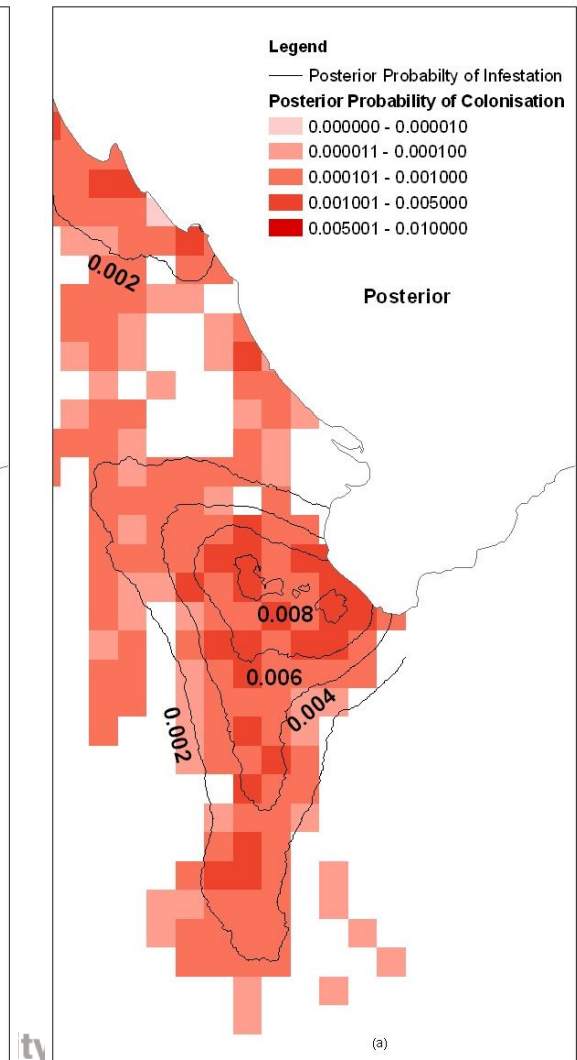 Legend
Posterior Probabilty of Infestation
Posterior Probability of Colonisation
0.000000 - 0.000010
0.000011 - 0.000100
0.000101 - 0.001000
0.001001 - 0.005000
0.005001 - 0.010000
0.002
Posterior
0.008
0.006
0.004
0.002
(a)
ty